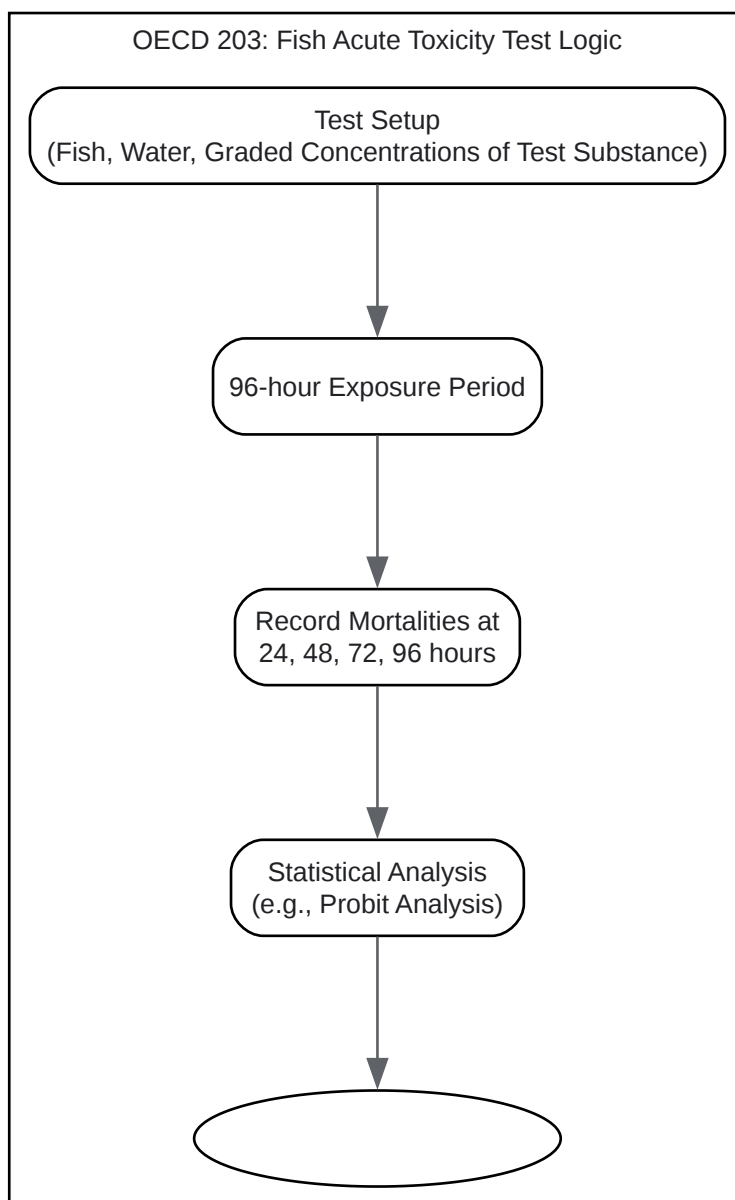 OECD 203: Fish Acute Toxicity Test Logic
Test Setup
(Fish, Water, Graded Concentrations of Test Substance)
96-hour Exposure Period
Record Mortalities at
24, 48, 72, 96 hours
Statistical Analysis
(e.g., Probit Analysis)